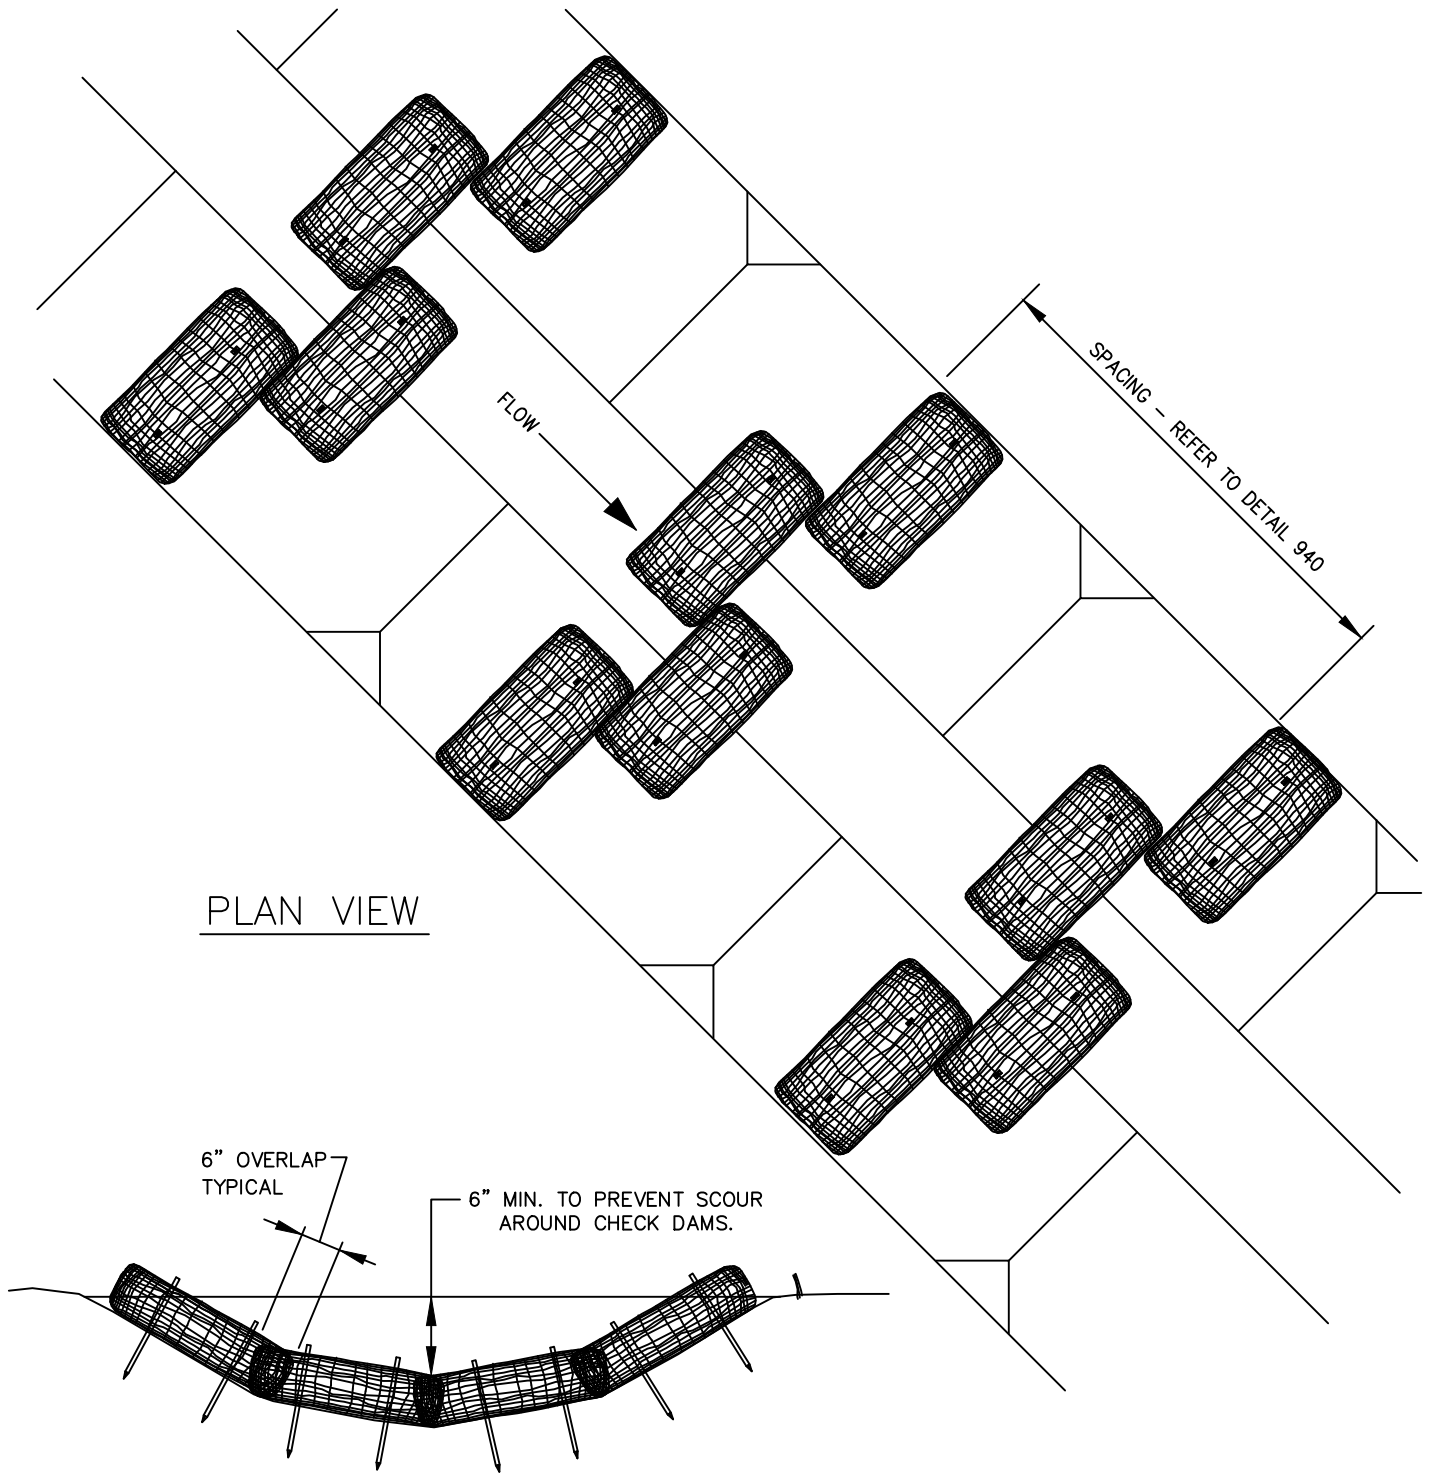 SPACING – REFER TO DETAIL 940
FLOW
PLAN VIEW
6” OVERLAP
TYPICAL
6” MIN. TO PREVENT SCOUR
AROUND CHECK DAMS.